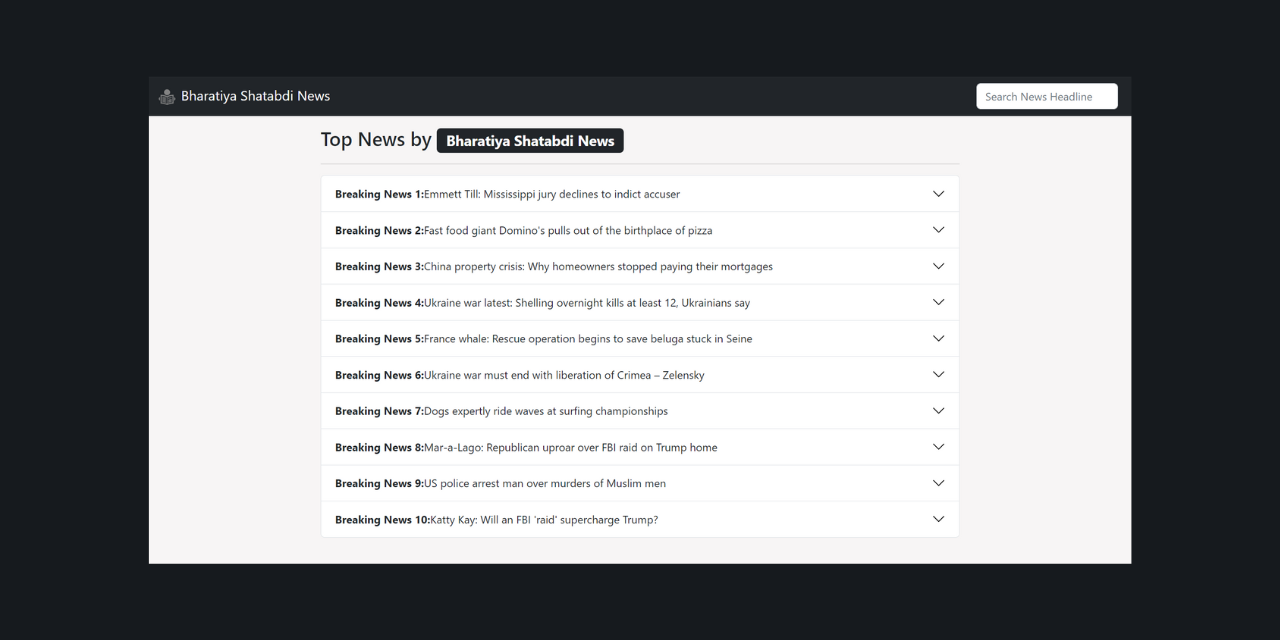 Bharatiya Shatabdi News
Search News Headline
Top News by Bharatiya Shatabdi News
Breaking News 1:Emmett Till: Mississippi jury declines to indict accuser
Breaking News 2:Fast food giant Domino's pulls out of the birthplace of pizza
Breaking News 3:China property crisis: Why homeowners stopped paying their mortgages
Breaking News 4:Ukraine war latest: Shelling overnight kills at least 12, Ukrainians say
Breaking News 5:France whale: Rescue operation begins to save beluga stuck in Seine
Breaking News 6:Ukraine war must end with liberation of Crimea – Zelensky
Breaking News 7:Dogs expertly ride waves at surfing championships
Breaking News 8:Mar-a-Lago: Republican uproar over FBI raid on Trump home
Breaking News 9:US police arrest man over murders of Muslim men
Breaking News 10:Katty Kay: Will an FBI 'raid' supercharge Trump?